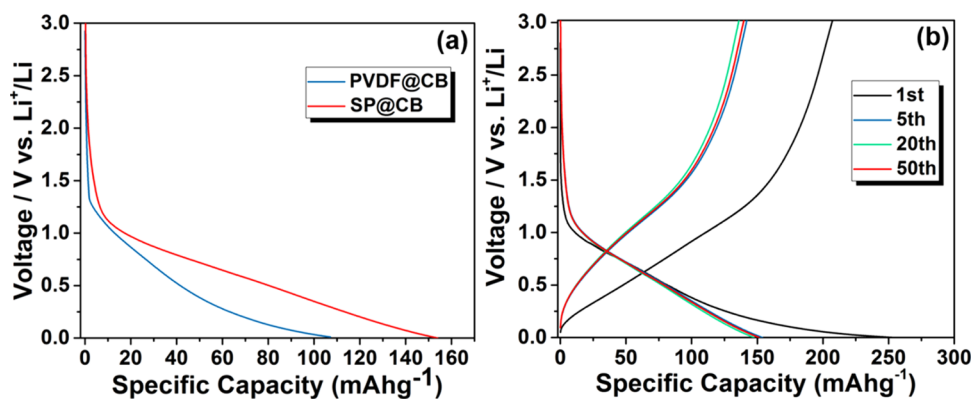 (a)
PVDF@CB
SP@CB
Voltage / V vs. Li⁺/Li
3.0
2.5
2.0
1.5
1.0
0.5
0.0
0 20 40 60 80 100 120 140 160
Specific Capacity (mAhg⁻¹)
(b)
1st
5th
20th
50th
Voltage / V vs. Li⁺/Li
3.0
2.5
2.0
1.5
1.0
0.5
0.0
0 50 100 150 200 250 300
Specific Capacity (mAhg⁻¹)